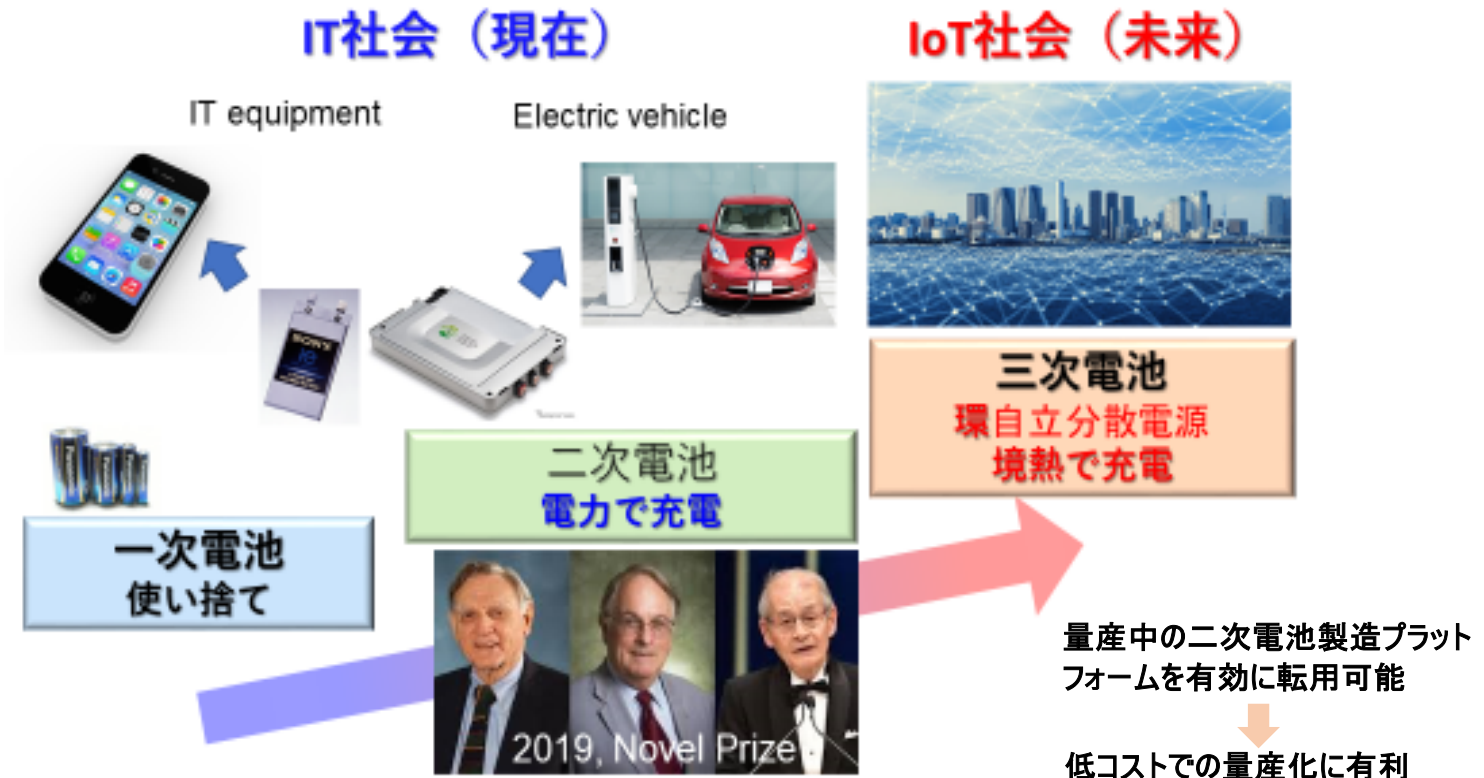 IT社会（現在）
IoT社会（未来）
IT equipment
Electric vehicle
三次電池
環自立分散電源
境熱で充電
二次電池
電力で充電
一次電池
使い捨て
2019, Novel Prize
量産中の二次電池製造プラット
フォームを有効に転用可能
低コストでの量産化に有利